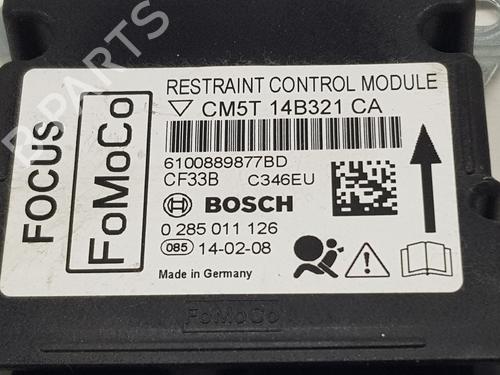 RESTRAINT CONTROL MODULE
CM5T 14B321 CA
6100889877BD
CF33B C346EU
BOSCH
0 285 011 126
085 14-02-08
Made in Germany
FOCUS
FoMoCo
FoMoCo
B-PARTS